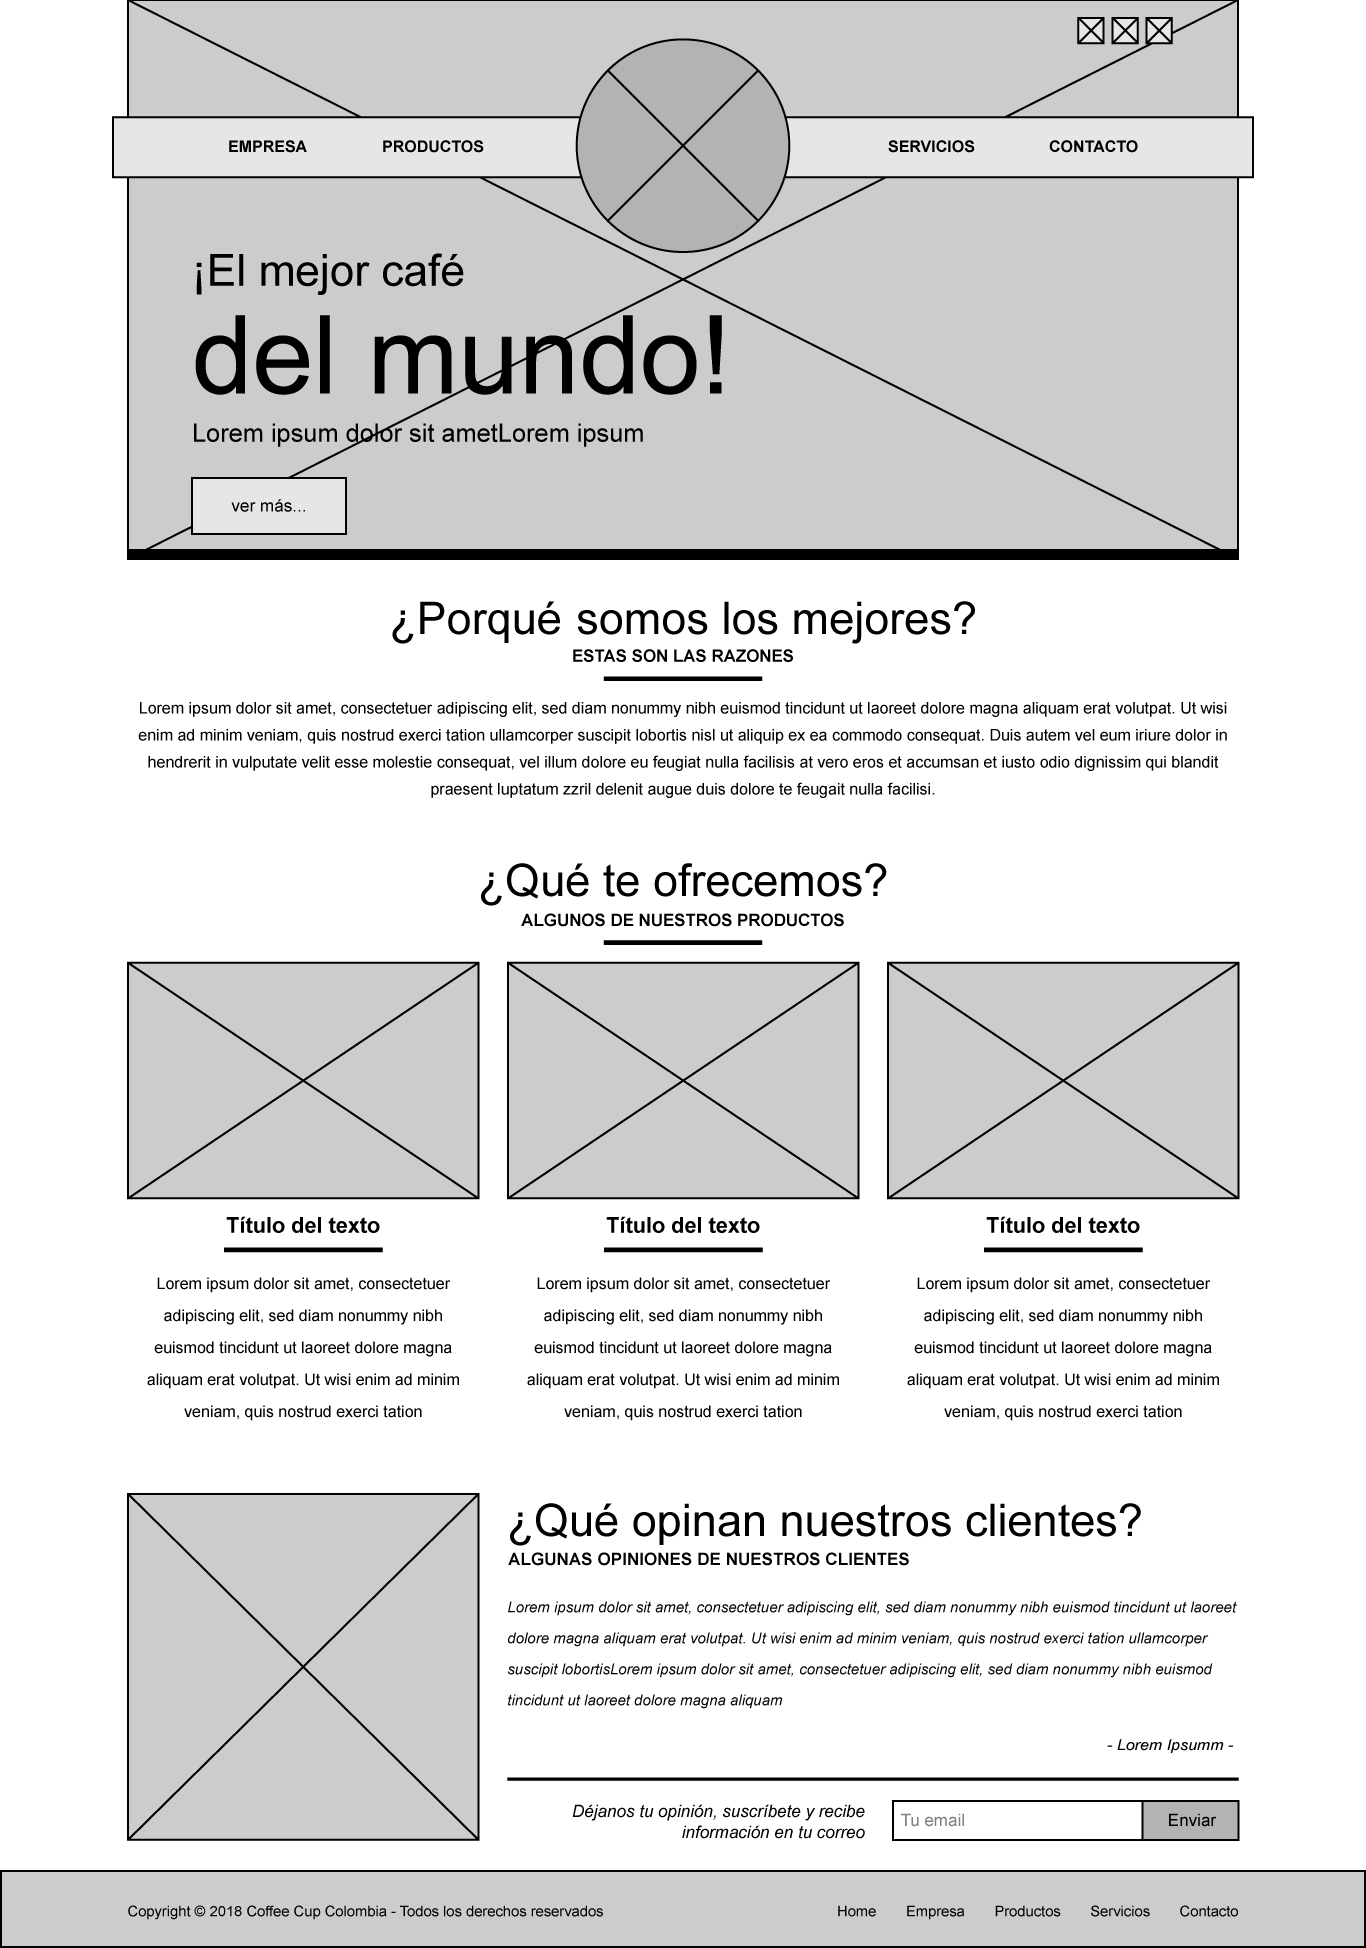 EMPRESA PRODUCTOS SERVICIOS CONTACTO
¡El mejor café
del mundo!
Lorem ipsum dolor sit ametLorem ipsum
ver más...
¿Porqué somos los mejores?
ESTAS SON LAS RAZONES
Lorem ipsum dolor sit amet, consectetuer adipiscing elit, sed diam nonummy nibh euismod tincidunt ut laoreet dolore magna aliquam erat volutpat. Ut wisi
enim ad minim veniam, quis nostrud exerci tation ullamcorper suscipit lobortis nisl ut aliquip ex ea commodo consequat. Duis autem vel eum iriure dolor in
hendrerit in vulputate velit esse molestie consequat, vel illum dolore eu feugiat nulla facilisis at vero eros et accumsan et iusto odio dignissim qui blandit
praesent luptatum zzril delenit augue duis dolore te feugait nulla facilisi.
¿Qué te ofrecemos?
ALGUNOS DE NUESTROS PRODUCTOS
Título del texto
Lorem ipsum dolor sit amet, consectetuer
adipiscing elit, sed diam nonummy nibh
euismod tincidunt ut laoreet dolore magna
aliquam erat volutpat. Ut wisi enim ad minim
veniam, quis nostrud exerci tation
Título del texto
Lorem ipsum dolor sit amet, consectetuer
adipiscing elit, sed diam nonummy nibh
euismod tincidunt ut laoreet dolore magna
aliquam erat volutpat. Ut wisi enim ad minim
veniam, quis nostrud exerci tation
Título del texto
Lorem ipsum dolor sit amet, consectetuer
adipiscing elit, sed diam nonummy nibh
euismod tincidunt ut laoreet dolore magna
aliquam erat volutpat. Ut wisi enim ad minim
veniam, quis nostrud exerci tation
¿Qué opinan nuestros clientes?
ALGUNAS OPINIONES DE NUESTROS CLIENTES
Lorem ipsum dolor sit amet, consectetuer adipiscing elit, sed diam nonummy nibh euismod tincidunt ut laoreet
dolore magna aliquam erat volutpat. Ut wisi enim ad minim veniam, quis nostrud exerci tation ullamcorper
suscipit lobortisLorem ipsum dolor sit amet, consectetuer adipiscing elit, sed diam nonummy nibh euismod
tincidunt ut laoreet dolore magna aliquam
- Lorem Ipsumm -
Déjanos tu opinión, suscríbete y recibe
información en tu correo
Tu email Enviar
Copyright © 2018 Coffee Cup Colombia - Todos los derechos reservados Home Empresa Productos Servicios Contacto